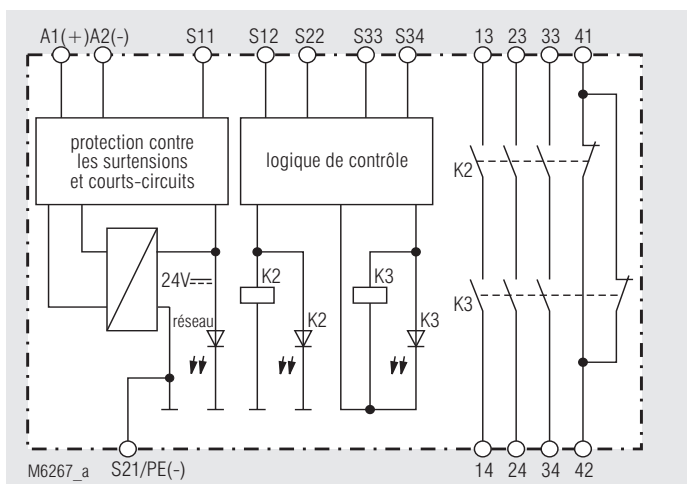 A1(+) A2(-) S11 S12 S22 S33 S34 13 23 33 41
protection contre
les surtensions
et courts-circuits
logique de contrôle
K2
24V
K2
K3
K3
réseau
K2
K3
M6267_a
S21/PE(-)
14 24 34 42